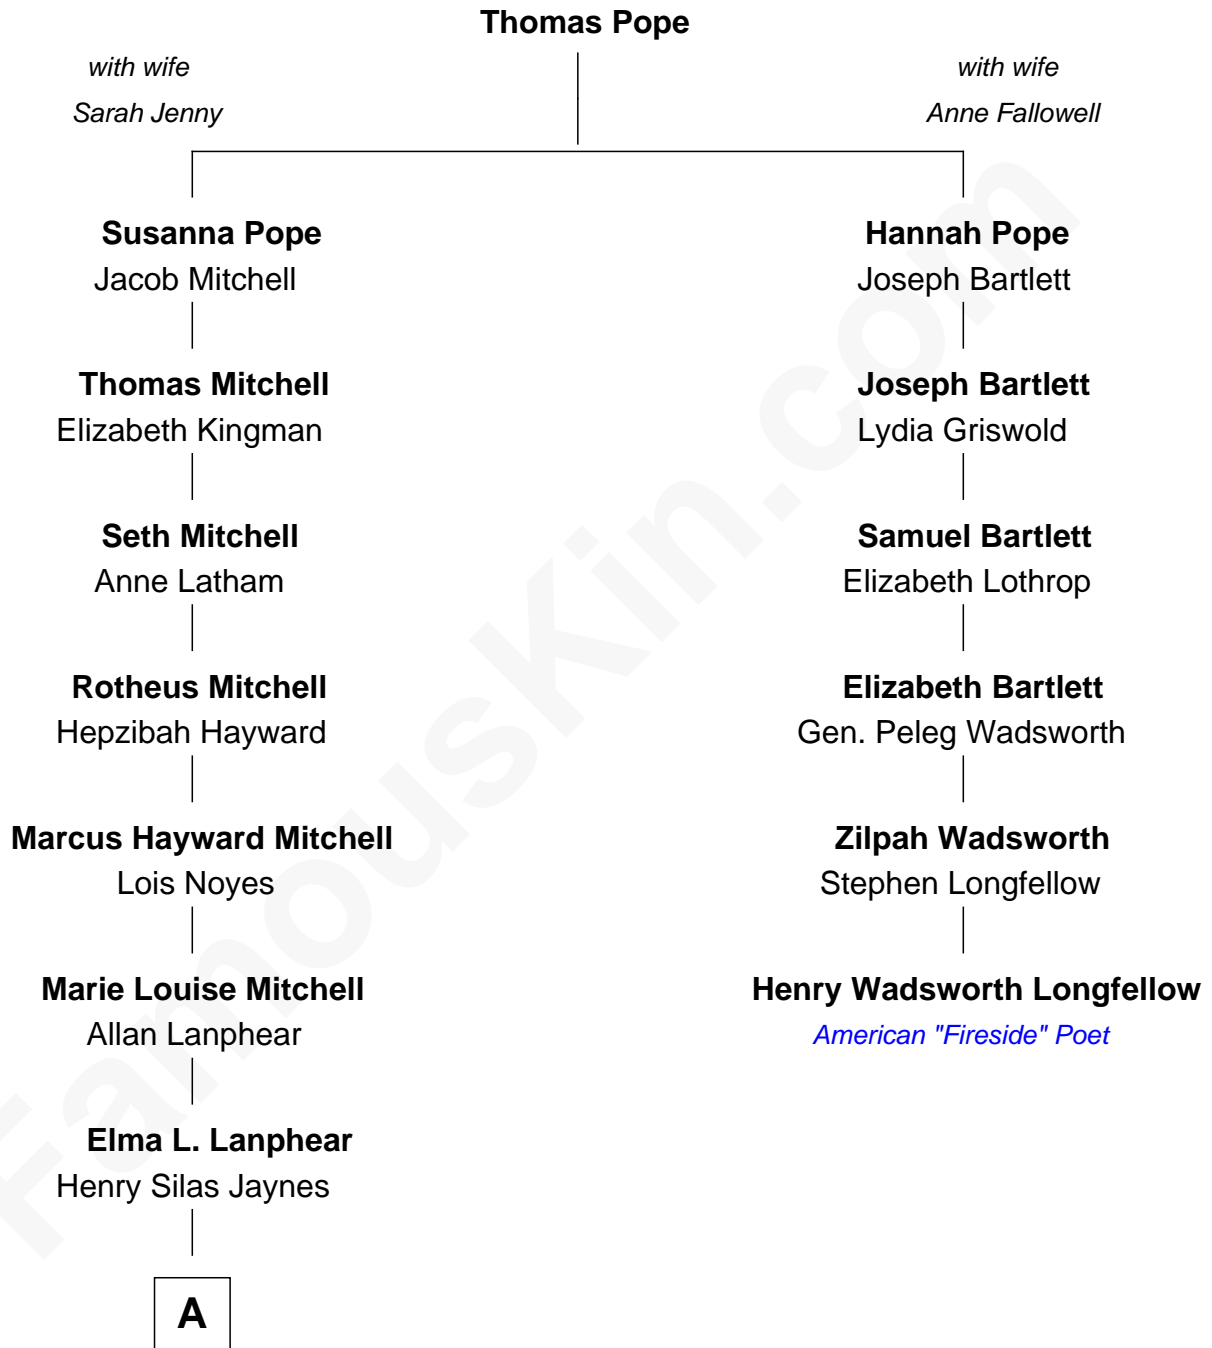 Thomas Pope
with wife
Sarah Jenny
with wife
Anne Fallowell
Susanna Pope
Jacob Mitchell
Hannah Pope
Joseph Bartlett
Thomas Mitchell
Elizabeth Kingman
Joseph Bartlett
Lydia Griswold
Seth Mitchell
Anne Latham
Samuel Bartlett
Elizabeth Lothrop
Rotheus Mitchell
Hepzibah Hayward
Elizabeth Bartlett
Gen. Peleg Wadsworth
Marcus Hayward Mitchell
Lois Noyes
Zilpah Wadsworth
Stephen Longfellow
Marie Louise Mitchell
Allan Lanphear
Henry Wadsworth Longfellow
American "Fireside" Poet
Elma L. Lanphear
Henry Silas Jaynes
A
FamousKin.com